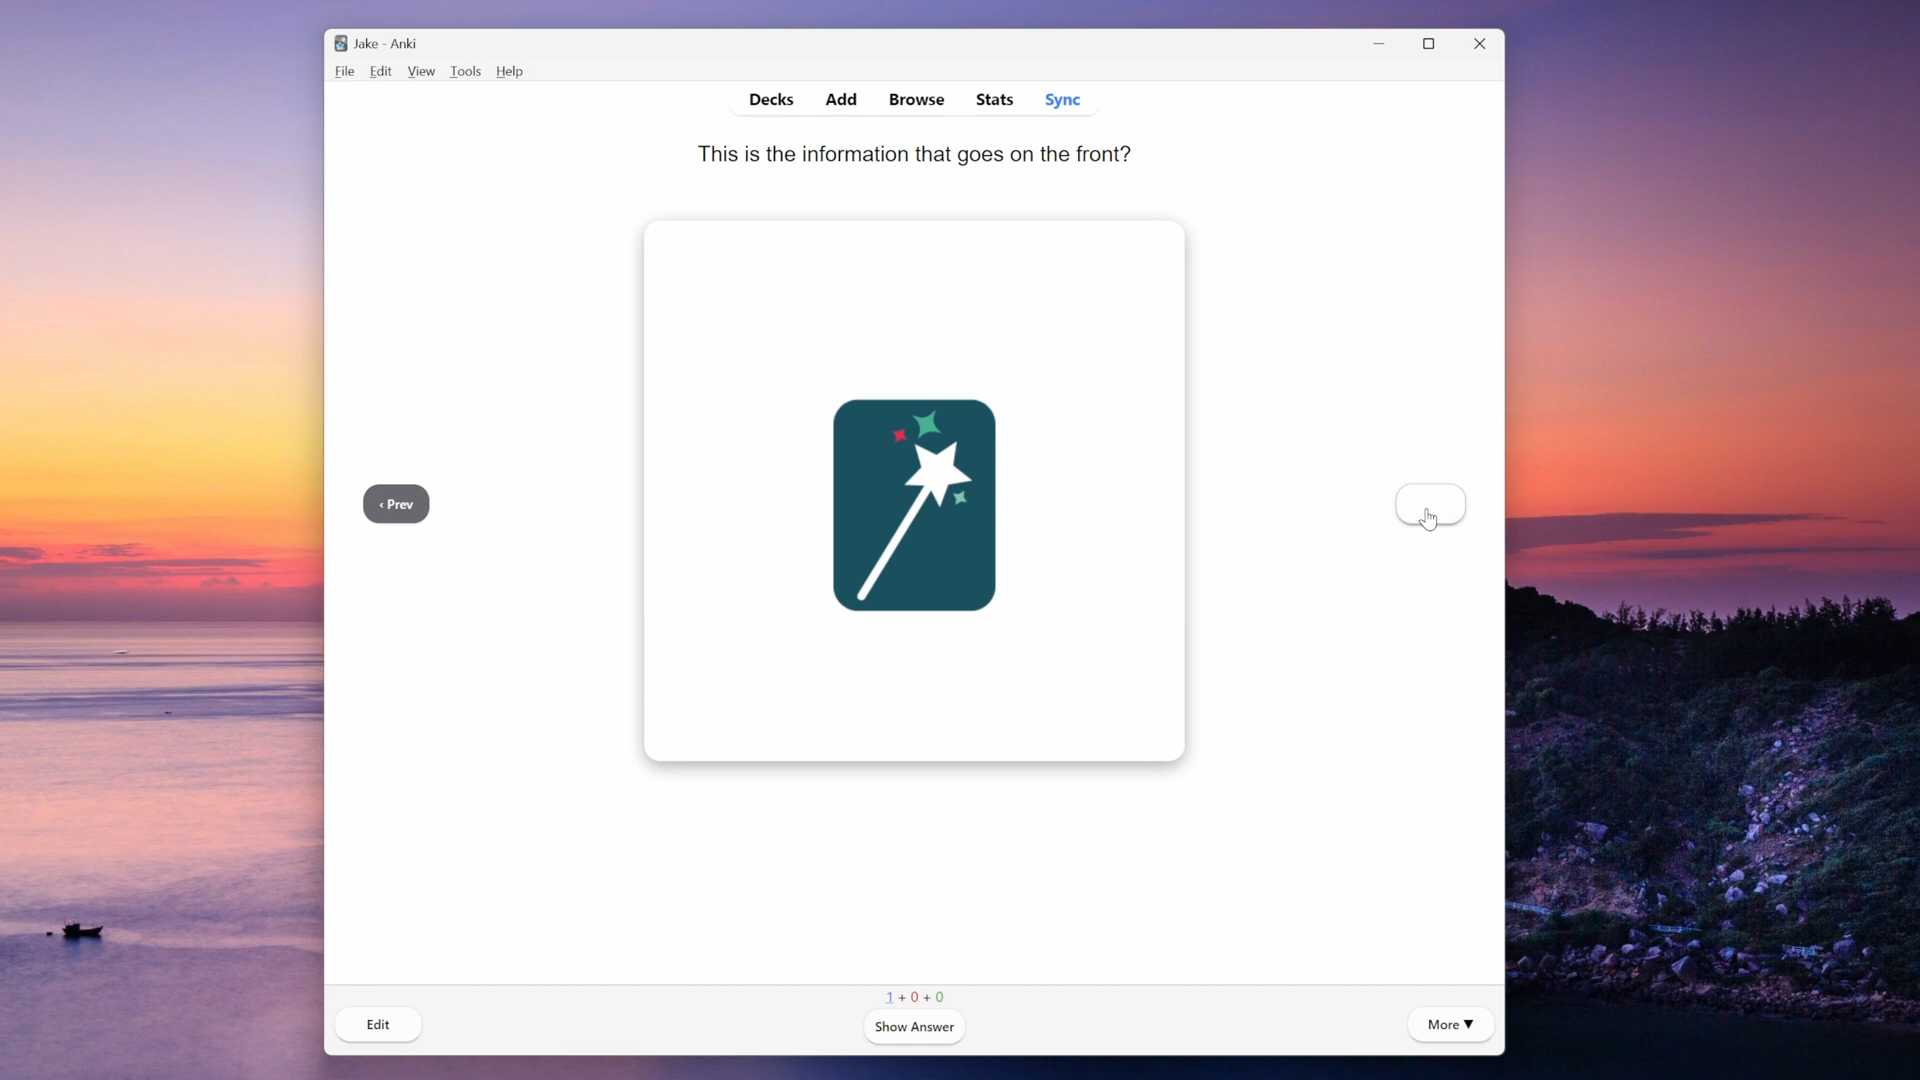 Jake - Anki
File Edit View Tools Help
Decks Add Browse Stats Sync
This is the information that goes on the front?
‹ Prev
1 + 0 + 0
Edit
Show Answer
More ▼